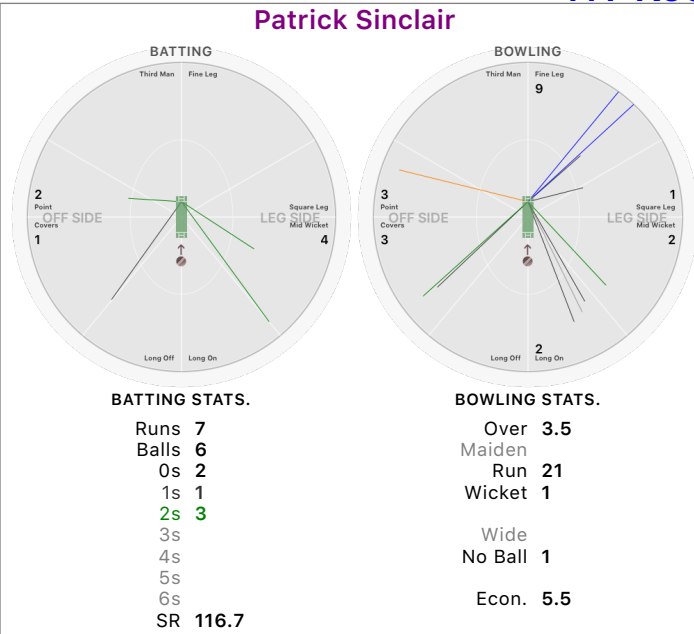 Patrick Sinclair
BATTING
Third Man Fine Leg
2
Point
OFF SIDE
Covers
1
Square Leg
LEG SIDE
Mid Wicket
4
Long Off Long On
BOWLING
Third Man Fine Leg
9
3
Point
OFF SIDE
Covers
3
1
Square Leg
LEG SIDE
Mid Wicket
2
2
Long Off Long On
BATTING STATS.
Runs 7
Balls 6
0s 2
1s 1
2s 3
3s
4s
5s
6s
SR 116.7
BOWLING STATS.
Over 3.5
Maiden
Run 21
Wicket 1
Wide
No Ball 1
Econ. 5.5